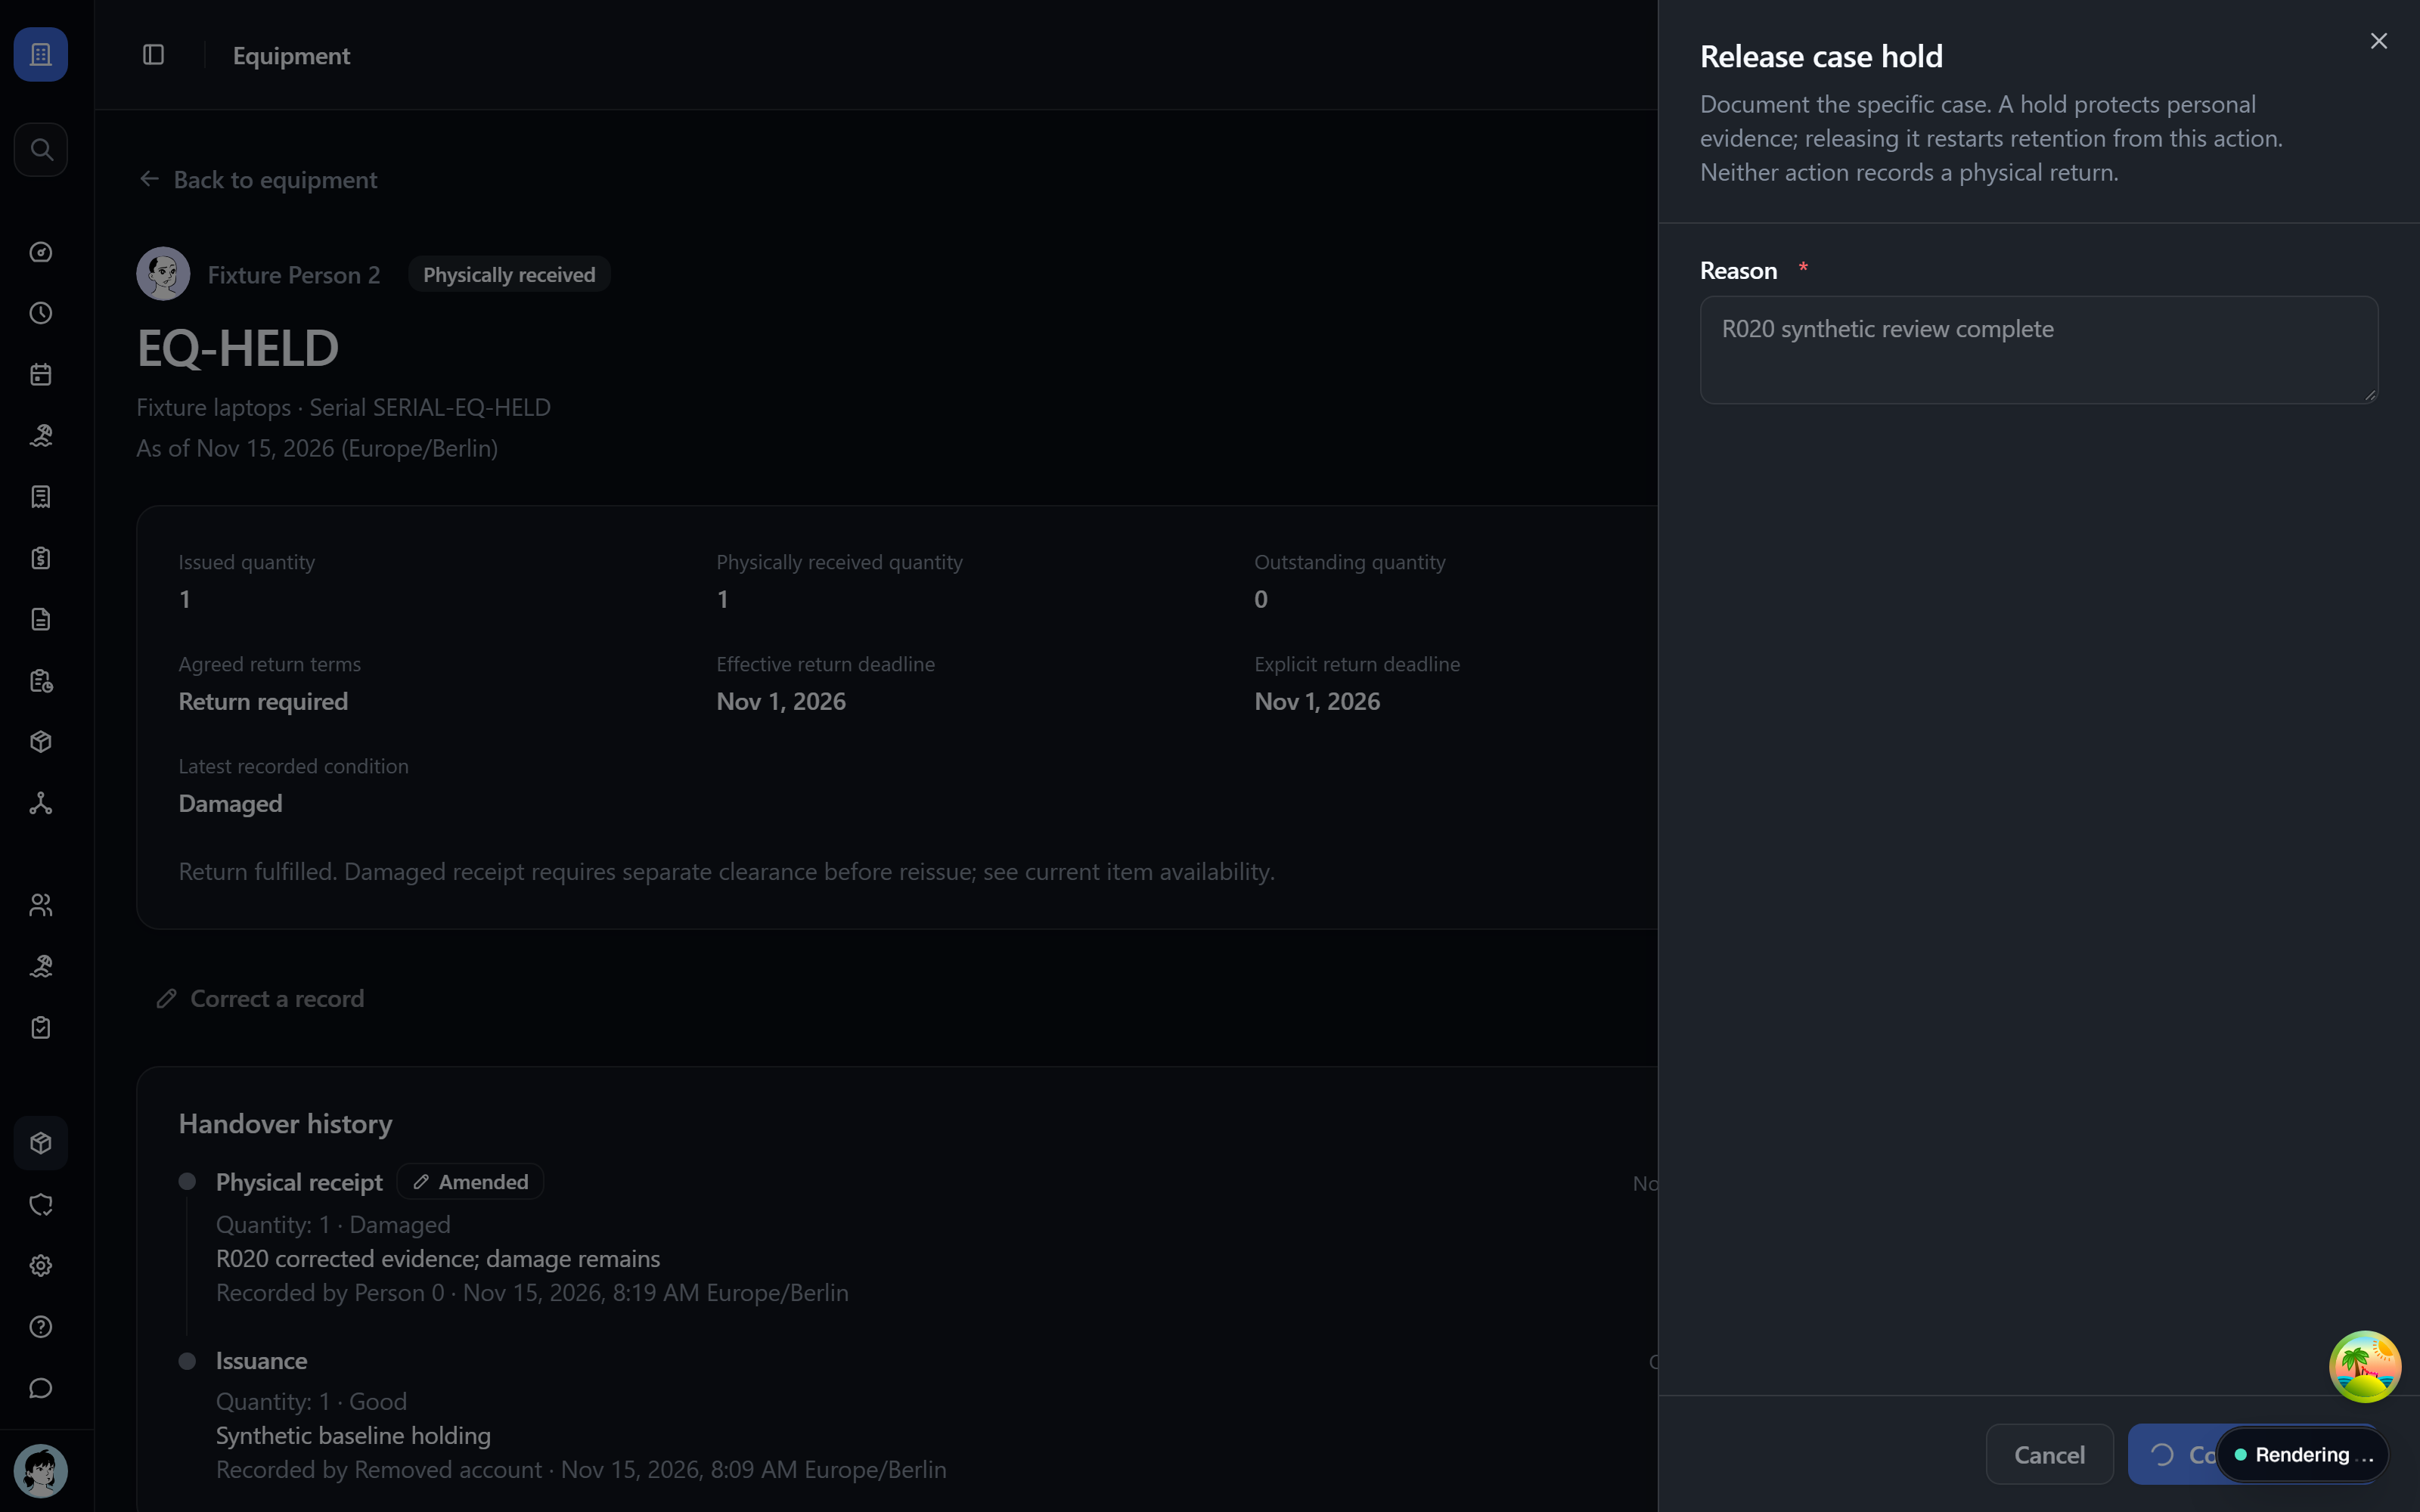 Equipment
Back to equipment
Fixture Person 2
Physically received
EQ-HELD
Fixture laptops · Serial SERIAL-EQ-HELD
As of Nov 15, 2026 (Europe/Berlin)
Issued quantity
1
Physically received quantity
1
Outstanding quantity
0
Agreed return terms
Return required
Effective return deadline
Nov 1, 2026
Explicit return deadline
Nov 1, 2026
Latest recorded condition
Damaged
Return fulfilled. Damaged receipt requires separate clearance before reissue; see current item availability.
Correct a record
Handover history
Physical receipt
Amended
Quantity: 1 · Damaged
R020 corrected evidence; damage remains
Recorded by Person 0 · Nov 15, 2026, 8:19 AM Europe/Berlin
Issuance
Quantity: 1 · Good
Synthetic baseline holding
Recorded by Removed account · Nov 15, 2026, 8:09 AM Europe/Berlin
Release case hold
Document the specific case. A hold protects personal
evidence; releasing it restarts retention from this action.
Neither action records a physical return.
Reason *
R020 synthetic review complete
Cancel
Rendering ...